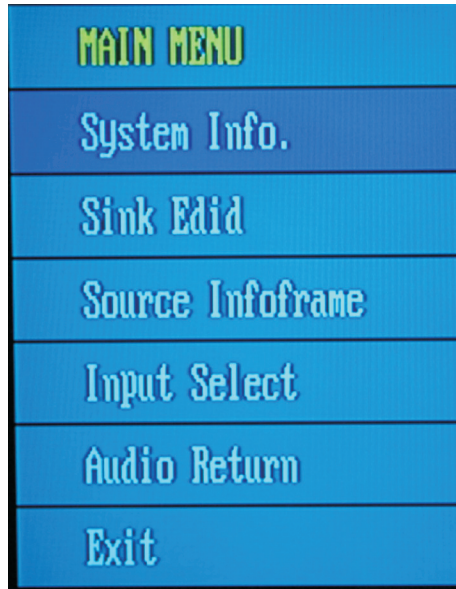 MAIN MENU
System Info.
Sink Edid
Source Infoframe
Input Select
Audio Return
Exit